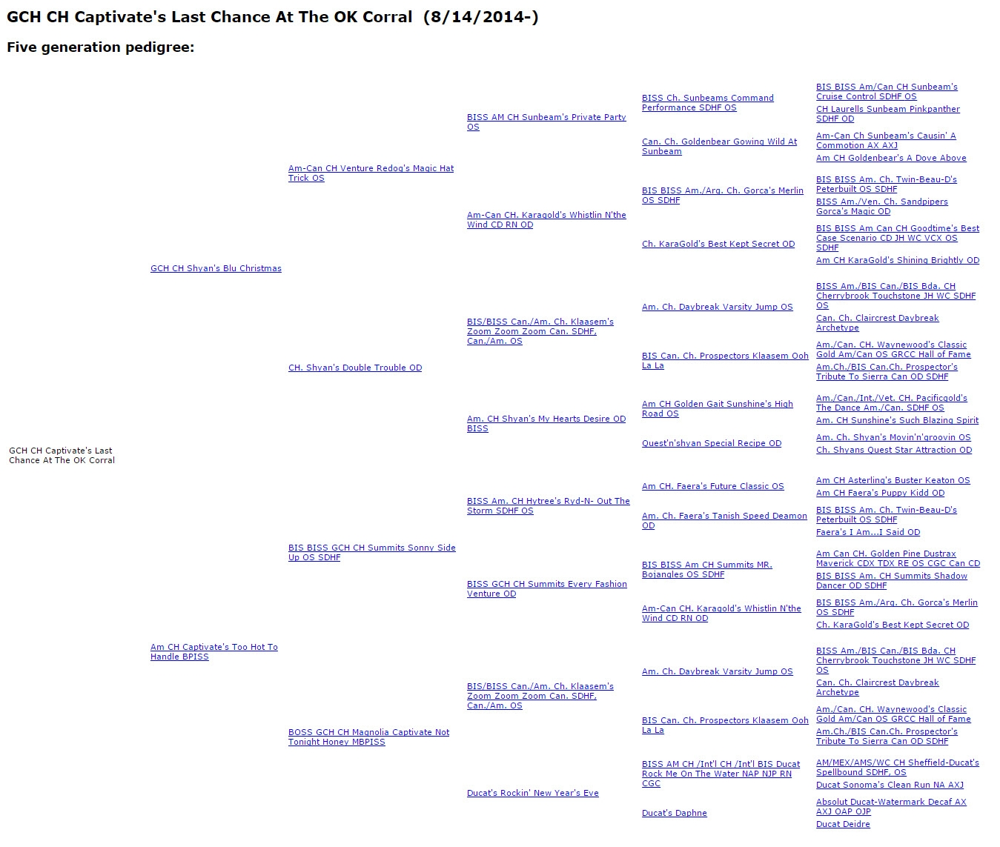 GCH CH Captivate's Last Chance At The OK Corral (8/14/2014-)
Five generation pedigree:
GCH CH Captivate's Last
Chance At The OK Corral
GCH CH Shyan's Blu Christmas
Am CH Captivate's Too Hot To
Handle BPISS
Am-Can CH Venture Redog's Magic Hat
Trick OS
CH. Shyan's Double Trouble OD
BIS BISS GCH CH Summits Sonny Side
Up OS SDHF
BOSS GCH CH Magnolia Captivate Not
Tonight Honey MBPISS
BISS AM CH Sunbeam's Private Party
OS
Am-Can CH. Karagold's Whistlin N'the
Wind CD RN OD
BIS/BISS Can./Am. Ch. Klaasem's
Zoom Zoom Zoom Can. SDHF,
Can./Am. OS
Am. CH Shyan's My Hearts Desire OD
BISS
BISS Am. CH Hytree's Ryd-N- Out The
Storm SDHF OS
BISS GCH CH Summits Every Fashion
Venture OD
BIS/BISS Can./Am. Ch. Klaasem's
Zoom Zoom Zoom Can. SDHF,
Can./Am. OS
Ducat's Rockin' New Year's Eve
BISS Ch. Sunbeams Command
Performance SDHF OS
Can. Ch. Goldenbear Gowing Wild At
Sunbeam
BIS BISS Am./Arg. Ch. Gorca's Merlin
OS SDHF
Ch. KaraGold's Best Kept Secret OD
Am. Ch. Daybreak Varsity Jump OS
BIS Can. Ch. Prospectors Klaasem Ooh
La La
Am CH Golden Gait Sunshine's High
Road OS
Quest'n'shyan Special Recipe OD
Am CH. Faera's Future Classic OS
Am. Ch. Faera's Tanish Speed Deamon
OD
BIS BISS Am CH Summits MR.
Bojangles OS SDHF
Am-Can CH. Karagold's Whistlin N'the
Wind CD RN OD
Am. Ch. Daybreak Varsity Jump OS
BIS Can. Ch. Prospectors Klaasem Ooh
La La
BISS AM CH /Int'l CH /Int'l BIS Ducat
Rock Me On The Water NAP NJP RN
CGC
Ducat's Daphne
BIS BISS Am/Can CH Sunbeam's
Cruise Control SDHF OS
CH Laurells Sunbeam Pinkpanther
SDHF OD
Am-Can Ch Sunbeam's Causin' A
Commotion AX AXJ
Am CH Goldenbear's A Dove Above
BIS BISS Am. Ch. Twin-Beau-D's
Peterbuilt OS SDHF
BISS Am./Ven. Ch. Sandpipers
Gorca's Magic OD
BIS BISS Am Can CH Goodtime's Best
Case Scenario CD JH WC VCX OS
SDHF
Am CH KaraGold's Shining Brightly OD
BISS Am./BIS Can./BIS Bda. CH
Cherrybrook Touchstone JH WC SDHF
OS
Can. Ch. Claircrest Daybreak
Archetype
Am./Can. CH. Waynewood's Classic
Gold Am/Can OS GRCC Hall of Fame
Am.Ch./BIS Can.Ch. Prospector's
Tribute To Sierra Can OD SDHF
Am./Can./Int./Vet. CH. Pacificgold's
The Dance Am./Can. SDHF OS
Am. CH Sunshine's Such Blazing Spirit
Am. Ch. Shyan's Movin'n'groovin OS
Ch. Shyans Quest Star Attraction OD
Am CH Asterling's Buster Keaton OS
Am CH Faera's Puppy Kidd OD
BIS BISS Am. Ch. Twin-Beau-D's
Peterbuilt OS SDHF
Faera's I Am...I Said OD
Am Can CH. Golden Pine Dustrax
Maverick CDX TDX RE OS CGC Can CD
BIS BISS Am. CH Summits Shadow
Dancer OD SDHF
BIS BISS Am./Arg. Ch. Gorca's Merlin
OS SDHF
Ch. KaraGold's Best Kept Secret OD
BISS Am./BIS Can./BIS Bda. CH
Cherrybrook Touchstone JH WC SDHF
OS
Can. Ch. Claircrest Daybreak
Archetype
Am./Can. CH. Waynewood's Classic
Gold Am/Can OS GRCC Hall of Fame
Am.Ch./BIS Can.Ch. Prospector's
Tribute To Sierra Can OD SDHF
AM/MEX/AMS/WC CH Sheffield-Ducat's
Spellbound SDHF, OS
Ducat Sonoma's Clean Run NA AXJ
Absolut Ducat-Watermark Decaf AX
AXJ OAP OJP
Ducat Deidre